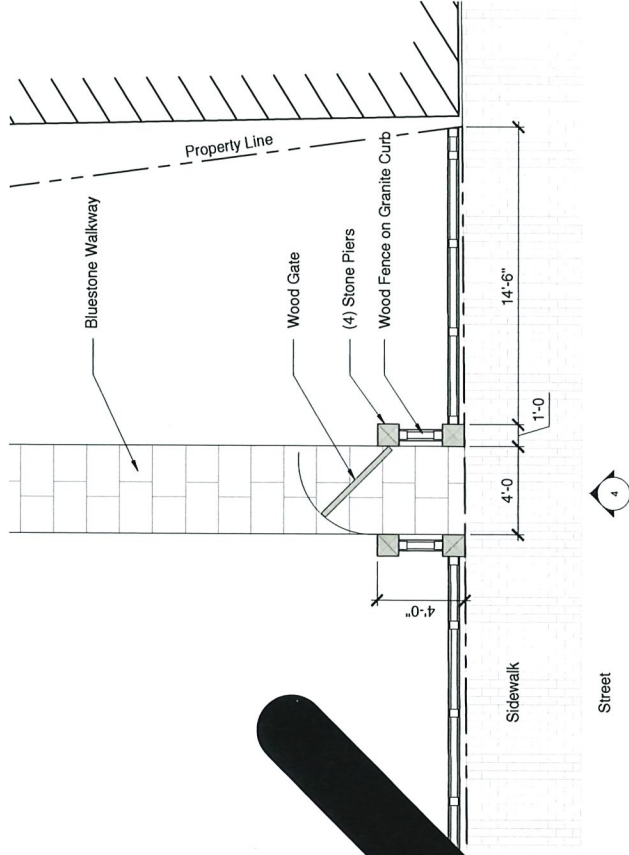 Property Line
Bluestone Walkway
Wood Gate
(4) Stone Piers
Wood Fence on Granite Curb
14'-6"
1'-0
4'-0
4'-0"
Sidewalk
Street
4